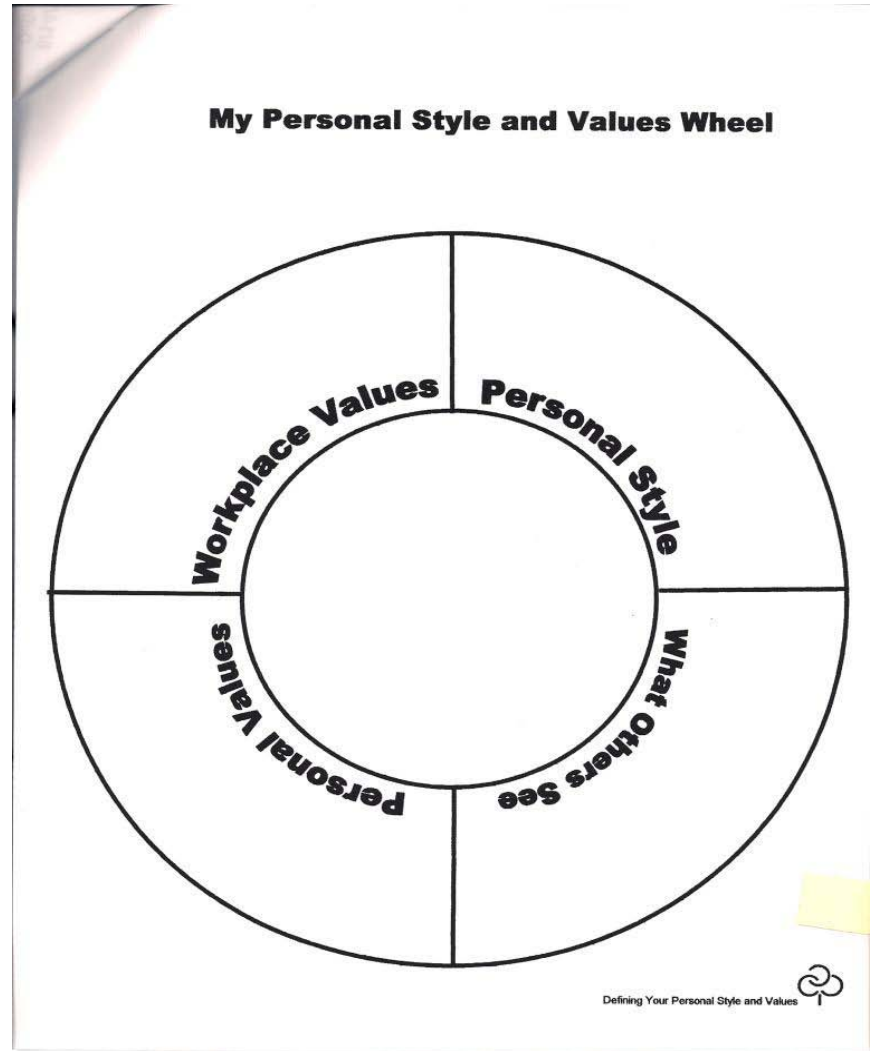 My Personal Style and Values Wheel
Workplace Values
Personal Style
Personal Values
What Others See
Defining Your Personal Style and Values